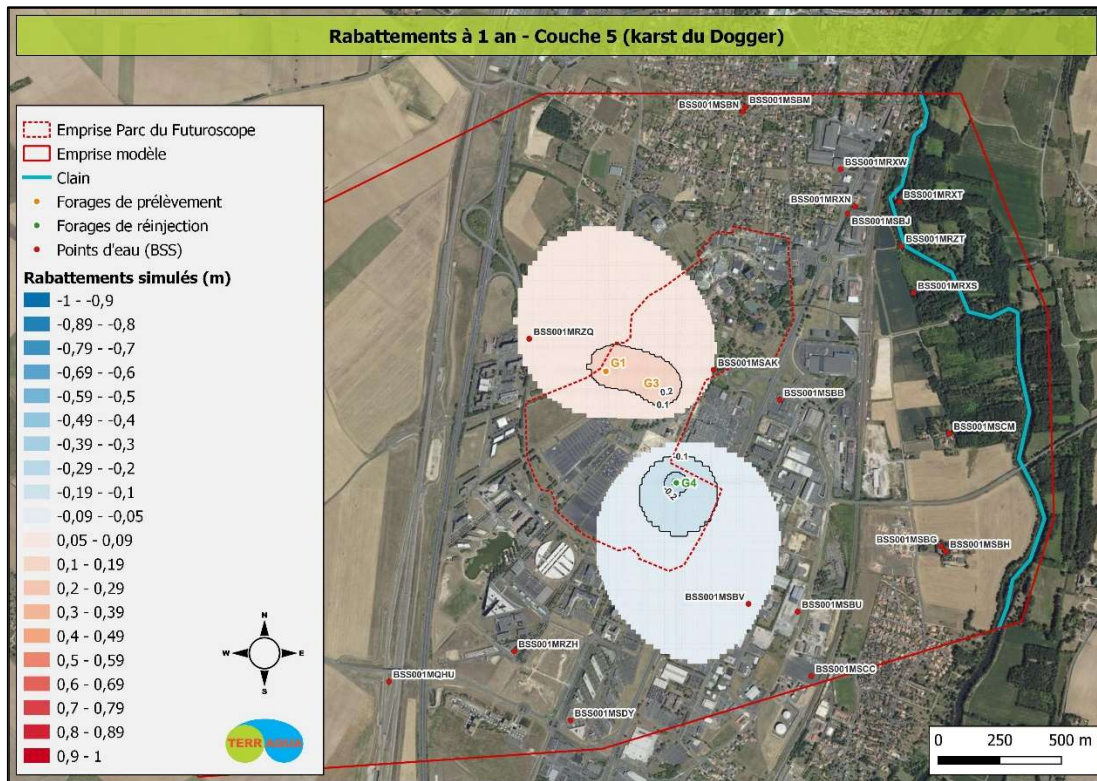 Rabattements à 1 an - Couche 5 (karst du Dogger)
Emprise Parc du Futuroscope
Emprise modèle
Clain
Forages de prélèvement
Forages de réinjection
Points d'eau (BSS)
Rabattements simulés (m)
-1 - -0,9
-0,89 - -0,8
-0,79 - -0,7
-0,69 - -0,6
-0,59 - -0,5
-0,49 - -0,4
-0,39 - -0,3
-0,29 - -0,2
-0,19 - -0,1
-0,09 - -0,05
0,05 - 0,09
0,1 - 0,19
0,2 - 0,29
0,3 - 0,39
0,4 - 0,49
0,5 - 0,59
0,6 - 0,69
0,7 - 0,79
0,8 - 0,89
0,9 - 1
N
W
E
S
TERR AQUA
BSS001MSBN
BSS001MSBM
BSS001MRXW
BSS001MRXT
BSS001MRXN
BSS001MSBJ
BSS001MRZT
BSS001MRXS
BSS001MRZQ
G1
BSS001MSAK
G3
0.2
0.1
BSS001MSBB
BSS001MSCM
-0.1
G4
-0.2
BSS001MSBG
BSS001MSBH
BSS001MSBV
BSS001MSBU
BSS001MRZH
BSS001MQHU
BSS001MSCC
BSS001MSDY
0 250 500 m